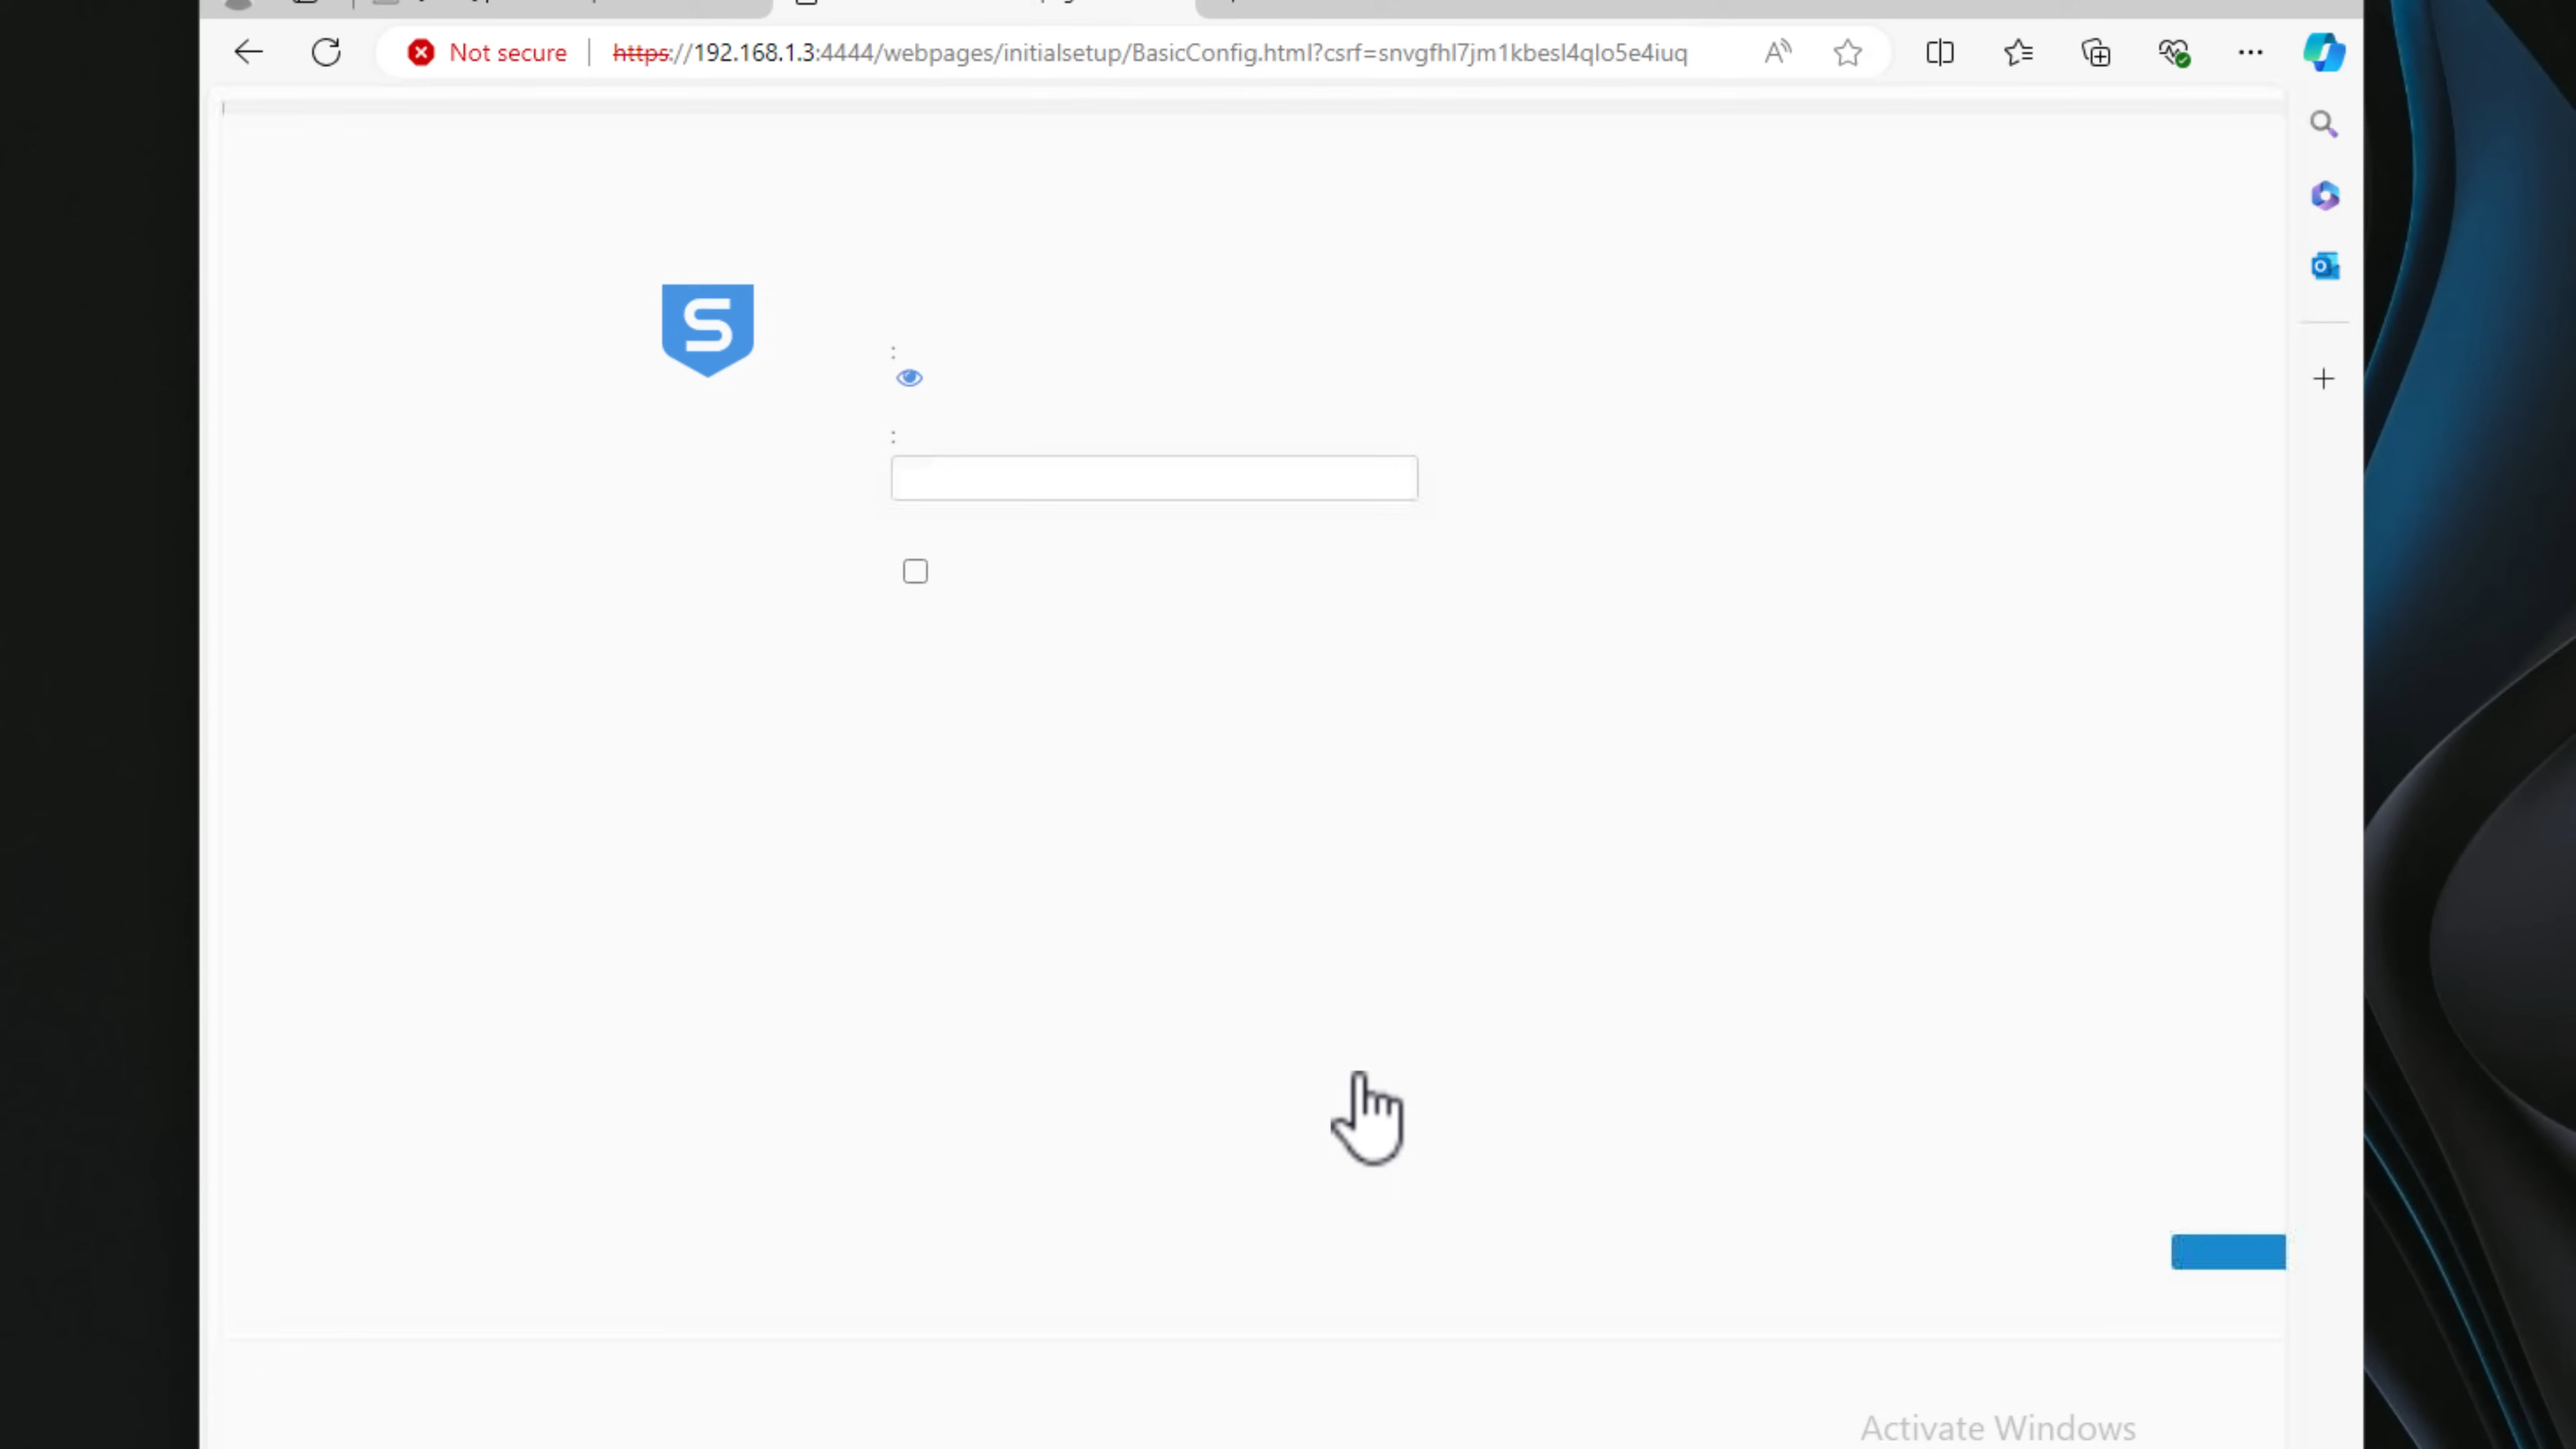 Not secure
https://192.168.1.3:4444/webpages/initialsetup/BasicConfig.html?csrf=snvgfhl7jm1kbesl4qlo5e4iuq
S
:
:
Activate Windows